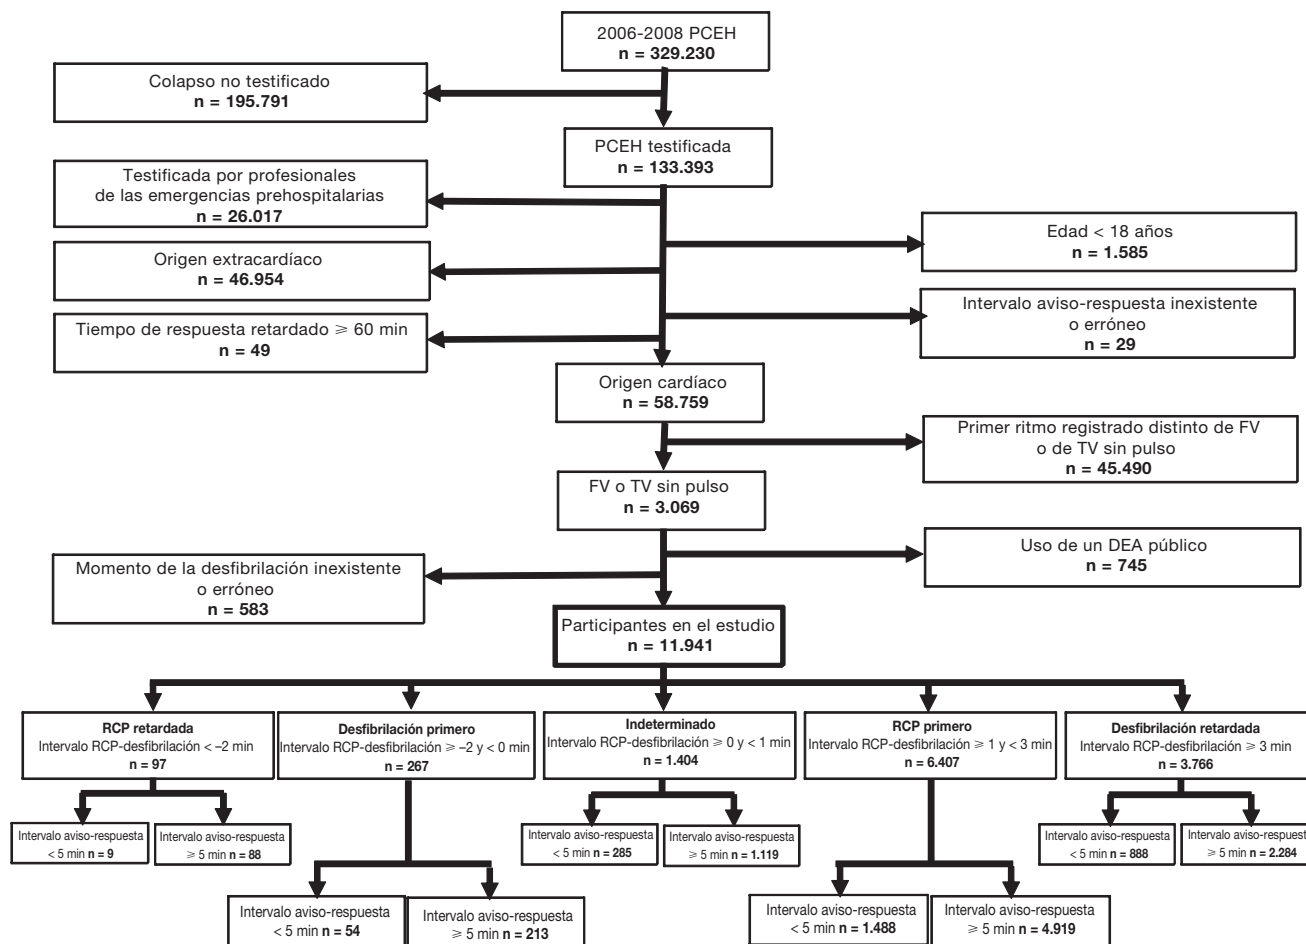 2006-2008 PCEH
n = 329.230
Colapso no testificado
n = 195.791
PCEH testificada
n = 133.393
Testificada por profesionales
de las emergencias prehospitalarias
n = 26.017
Edad < 18 años
n = 1.585
Origen extracardíaco
n = 46.954
Intervalo aviso-respuesta inexistente
o erróneo
n = 29
Tiempo de respuesta retardado ⩾ 60 min
n = 49
Origen cardíaco
n = 58.759
Primer ritmo registrado distinto de FV
o de TV sin pulso
n = 45.490
FV o TV sin pulso
n = 3.069
Uso de un DEA público
n = 745
Momento de la desfibrilación inexistente
o erróneo
n = 583
Participantes en el estudio
n = 11.941
RCP retardada
Intervalo RCP-desfibrilación < –2 min
n = 97
Desfibrilación primero
Intervalo RCP-desfibrilación ⩾ –2 y < 0 min
n = 267
Indeterminado
Intervalo RCP-desfibrilación ⩾ 0 y < 1 min
n = 1.404
RCP primero
Intervalo RCP-desfibrilación ⩾ 1 y < 3 min
n = 6.407
Desfibrilación retardada
Intervalo RCP-desfibrilación ⩾ 3 min
n = 3.766
Intervalo aviso-respuesta
< 5 min n = 9
Intervalo aviso-respuesta
⩾ 5 min n = 88
Intervalo aviso-respuesta
< 5 min n = 285
Intervalo aviso-respuesta
⩾ 5 min n = 1.119
Intervalo aviso-respuesta
< 5 min n = 888
Intervalo aviso-respuesta
⩾ 5 min n = 2.284
Intervalo aviso-respuesta
< 5 min n = 54
Intervalo aviso-respuesta
⩾ 5 min n = 213
Intervalo aviso-respuesta
< 5 min n = 1.488
Intervalo aviso-respuesta
⩾ 5 min n = 4.919